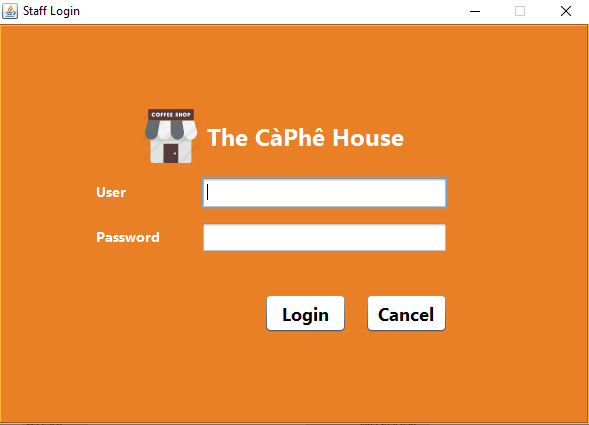 Staff Login
COFFEE SHOP
The CàPhê House
User
Password
Login Cancel